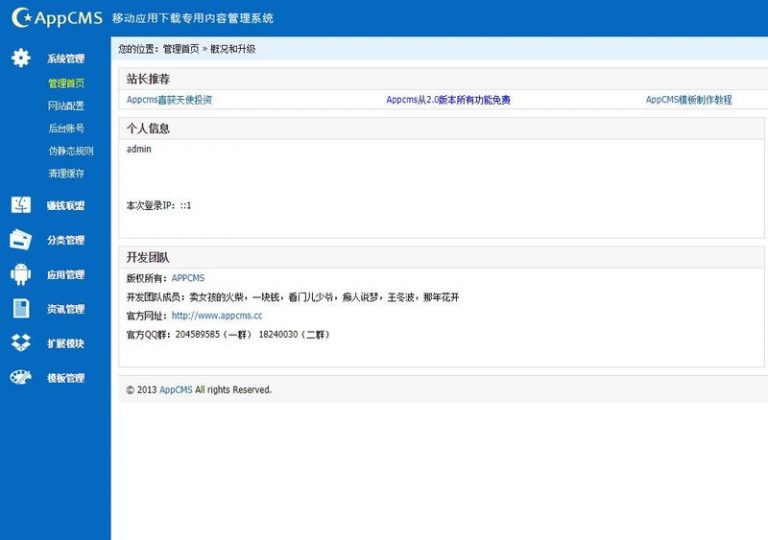 AppCMS 移动应用下载专用内容管理系统
系统管理
管理首页
网站配置
后台账号
伪静态规则
清理缓存
赚钱联盟
分类管理
应用管理
资讯管理
扩展模块
模板管理
您的位置：管理首页 » 概况和升级
站长推荐
Appcms喜获天使投资 Appcms从2.0版本所有功能免费 AppCMS模板制作教程
个人信息
admin
本次登录IP：::1
开发团队
版权所有：APPCMS
开发团队成员：卖女孩的火柴，一块钱，看门儿少爷，痴人说梦，王冬波，那年花开
官方网址：http://www.appcms.cc
官方QQ群：204589585（一群） 18240030（二群）
© 2013 AppCMS All rights Reserved.